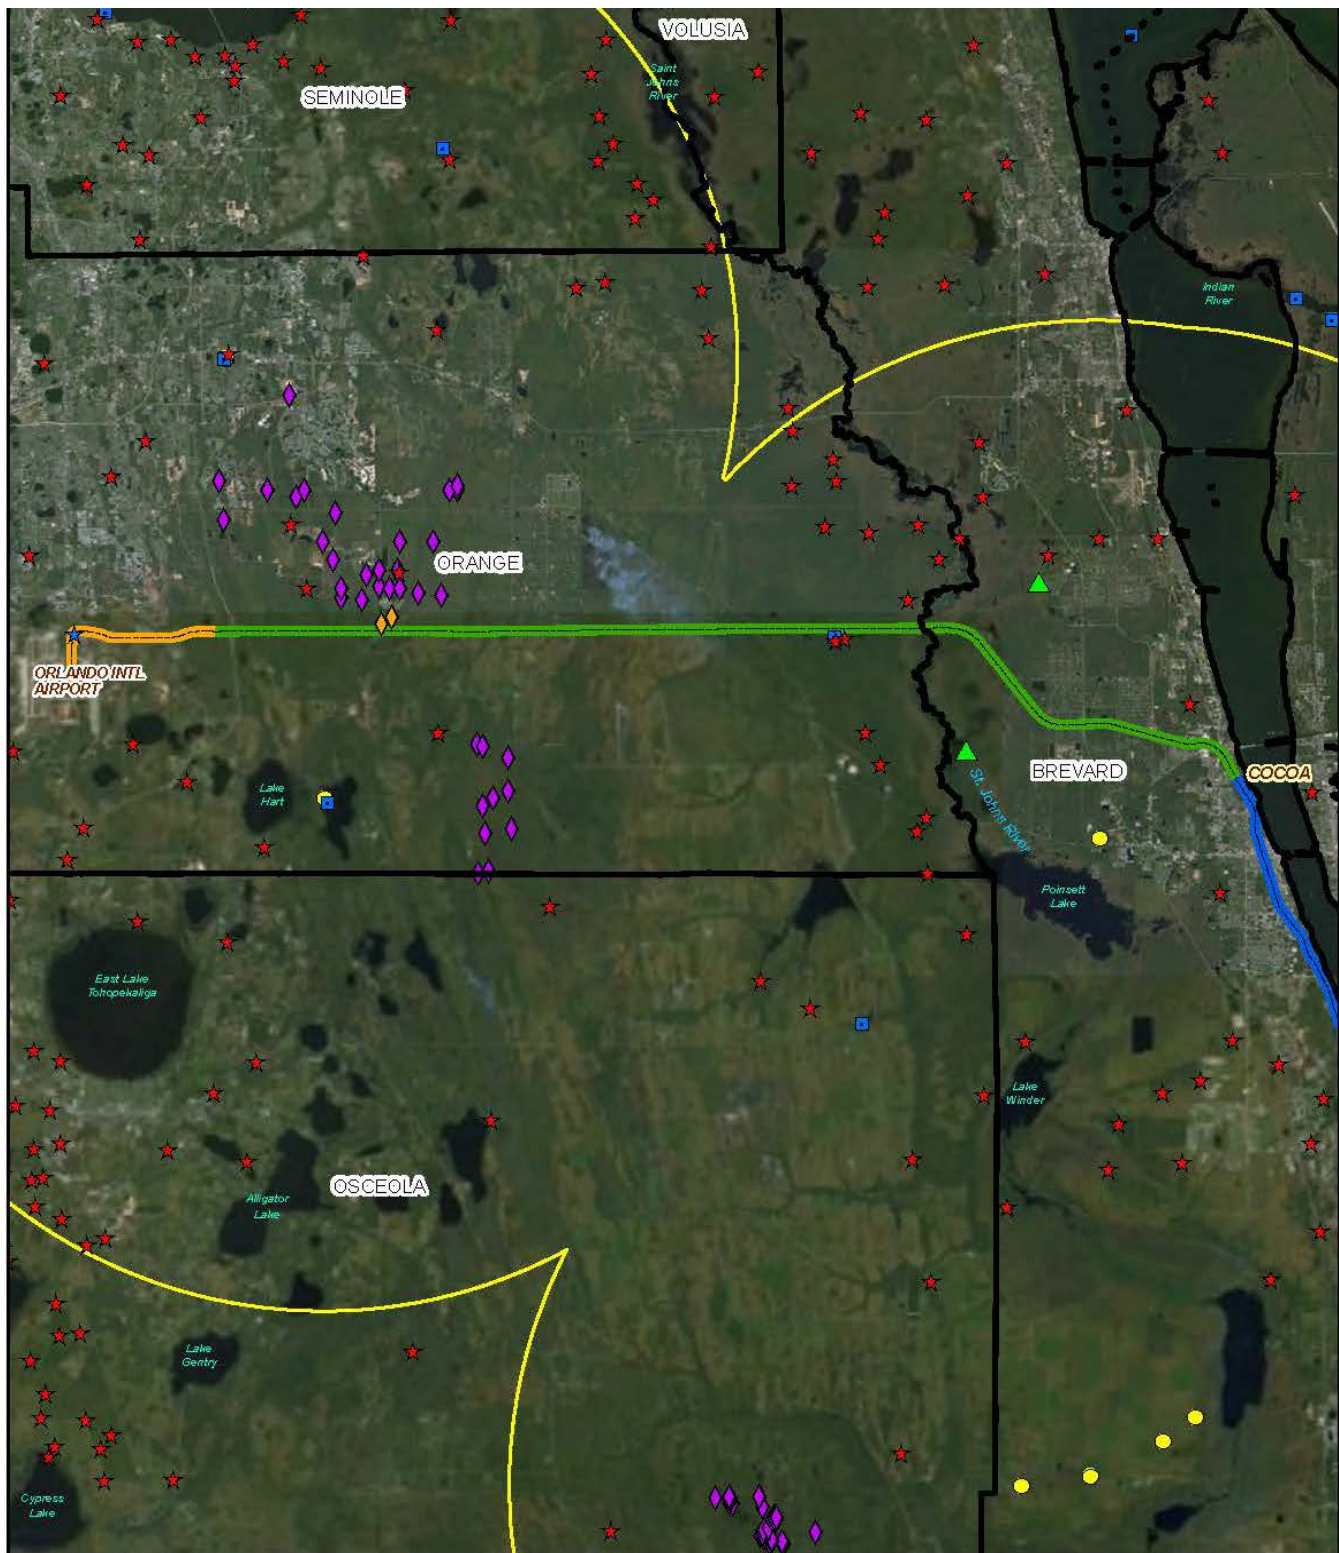 VOLUSIA
Saint
Johns
River
SEMINOLE
Indian
River
ORANGE
ORLANDO INTL
AIRPORT
BREVARD
COCOA
Lake
Hart
St. Johns River
Poinsett
Lake
East Lake
Tohopekaliga
Lake
Winder
OSCEOLA
Alligator
Lake
Lake
Gentry
Cypress
Lake